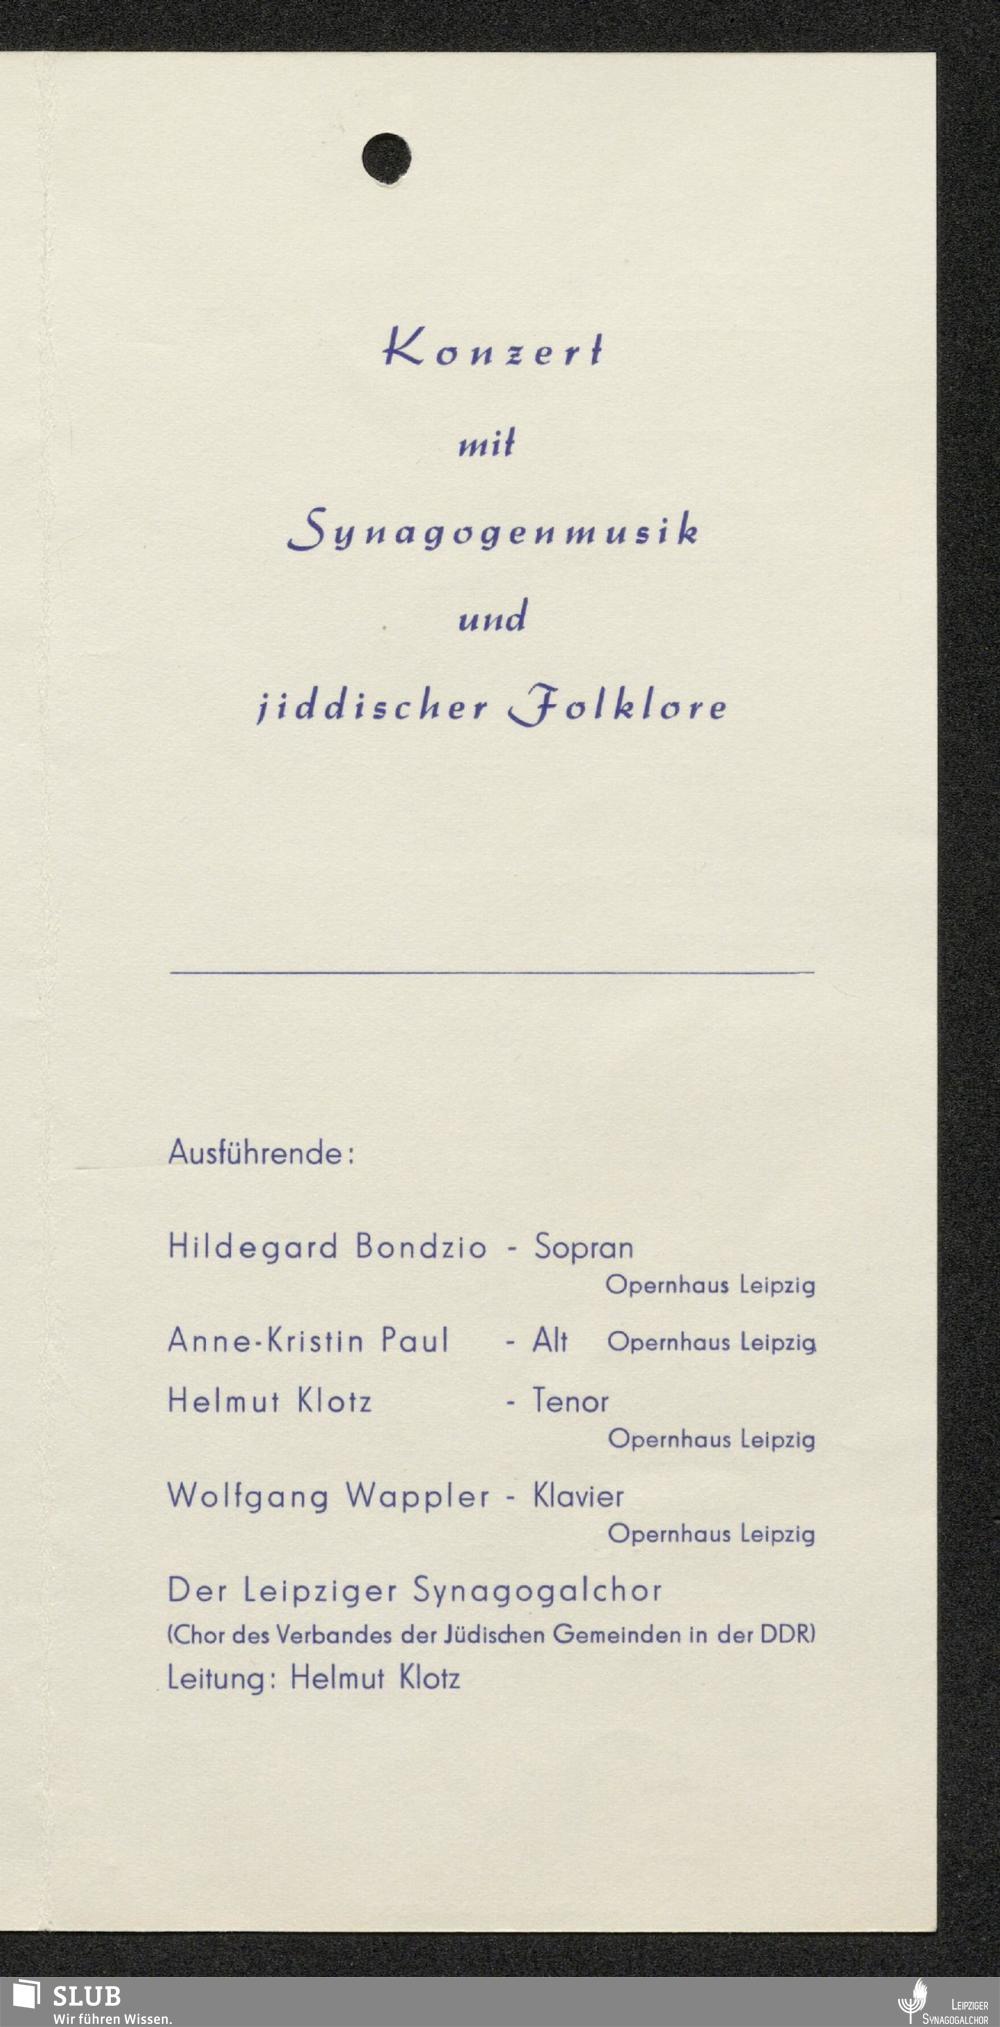 Konzert
mit
Synagogenmusik
und
jiddischer Folklore
Ausführende:
Hildegard Bondzio - Sopran
Opernhaus Leipzig
Anne-Kristin Paul - Alt Opernhaus Leipzig
Helmut Klotz - Tenor
Opernhaus Leipzig
Wolfgang Wappler - Klavier
Opernhaus Leipzig
Der Leipziger Synagogalchor
(Chor des Verbandes der Jüdischen Gemeinden in der DDR)
Leitung: Helmut Klotz
SLUB
Wir führen Wissen.
LEIPZIGER
SYNAGOGALCHOR